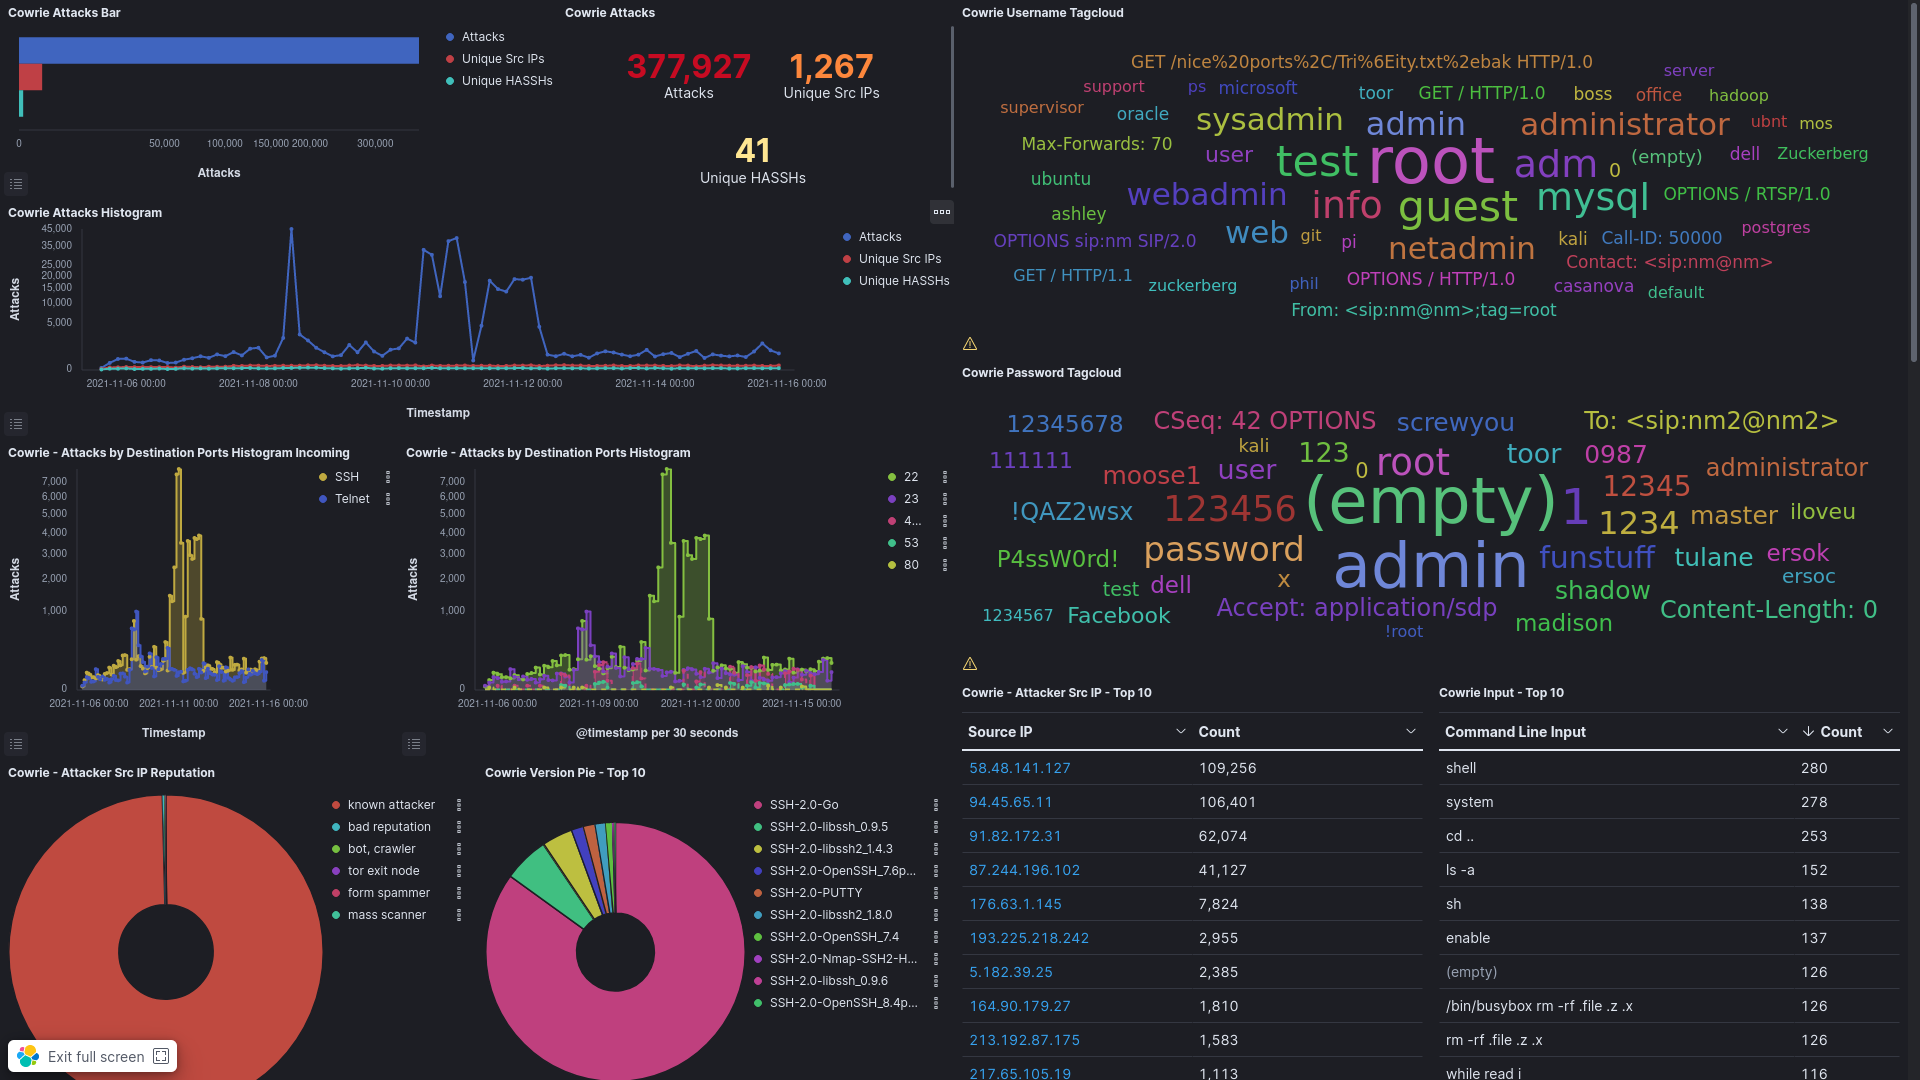 Cowrie Attacks Bar
Attacks
Unique Src IPs
Unique HASSHs
0
50,000
100,000
150,000
200,000
300,000
Attacks
Cowrie Attacks
377,927
Attacks
1,267
Unique Src IPs
41
Unique HASSHs
Cowrie Attacks Histogram
45,000
35,000
25,000
20,000
15,000
10,000
5,000
0
Attacks
2021-11-06 00:00
2021-11-08 00:00
2021-11-10 00:00
2021-11-12 00:00
2021-11-14 00:00
2021-11-16 00:00
Timestamp
Attacks
Unique Src IPs
Unique HASSHs
Cowrie - Attacks by Destination Ports Histogram Incoming
7,000
6,000
5,000
4,000
3,000
2,000
1,000
0
Attacks
2021-11-06 00:00
2021-11-11 00:00
2021-11-16 00:00
Timestamp
SSH
Telnet
Cowrie - Attacks by Destination Ports Histogram
7,000
6,000
5,000
4,000
3,000
2,000
1,000
0
Attacks
2021-11-06 00:00
2021-11-09 00:00
2021-11-12 00:00
2021-11-15 00:00
@timestamp per 30 seconds
22
23
4...
53
80
Cowrie - Attacker Src IP Reputation
known attacker
bad reputation
bot, crawler
tor exit node
form spammer
mass scanner
Exit full screen
Cowrie Version Pie - Top 10
SSH-2.0-Go
SSH-2.0-libssh_0.9.5
SSH-2.0-libssh2_1.4.3
SSH-2.0-OpenSSH_7.6p...
SSH-2.0-PUTTY
SSH-2.0-libssh2_1.8.0
SSH-2.0-OpenSSH_7.4
SSH-2.0-Nmap-SSH2-H...
SSH-2.0-libssh_0.9.6
SSH-2.0-OpenSSH_8.4p...
Cowrie Username Tagcloud
GET /nice%20ports%2C/Tri%6Eity.txt%2ebak HTTP/1.0
server
support
ps
microsoft
toor
GET / HTTP/1.0
boss
office
hadoop
supervisor
oracle
sysadmin
admin
administrator
ubnt
mos
Max-Forwards: 70
user
test
root
adm
0
(empty)
dell
Zuckerberg
ubuntu
webadmin
info
guest
mysql
OPTIONS / RTSP/1.0
ashley
OPTIONS sip:nm SIP/2.0
web
git
pi
netadmin
kali
Call-ID: 50000
postgres
Contact: <sip:nm@nm>
GET / HTTP/1.1
zuckerberg
phil
OPTIONS / HTTP/1.0
casanova
default
From: <sip:nm@nm>;tag=root
Cowrie Password Tagcloud
12345678
CSeq: 42 OPTIONS
screwyou
To: <sip:nm2@nm2>
111111
kali
123
0
root
toor
0987
moose1
user
administrator
!QAZ2wsx
123456
(empty)
1
12345
1234
master
iloveu
P4ssW0rd!
password
admin
funstuff
tulane
ersok
ersoc
test
dell
x
shadow
1234567
Facebook
Accept: application/sdp
!root
madison
Content-Length: 0
Cowrie - Attacker Src IP - Top 10
Source IP Count
58.48.141.127 109,256
94.45.65.11 106,401
91.82.172.31 62,074
87.244.196.102 41,127
176.63.1.145 7,824
193.225.218.242 2,955
5.182.39.25 2,385
164.90.179.27 1,810
213.192.87.175 1,583
217.65.105.19 1,113
Cowrie Input - Top 10
Command Line Input Count
shell 280
system 278
cd .. 253
ls -a 152
sh 138
enable 137
(empty) 126
/bin/busybox rm -rf .file .z .x 126
rm -rf .file .z .x 126
while read i 116